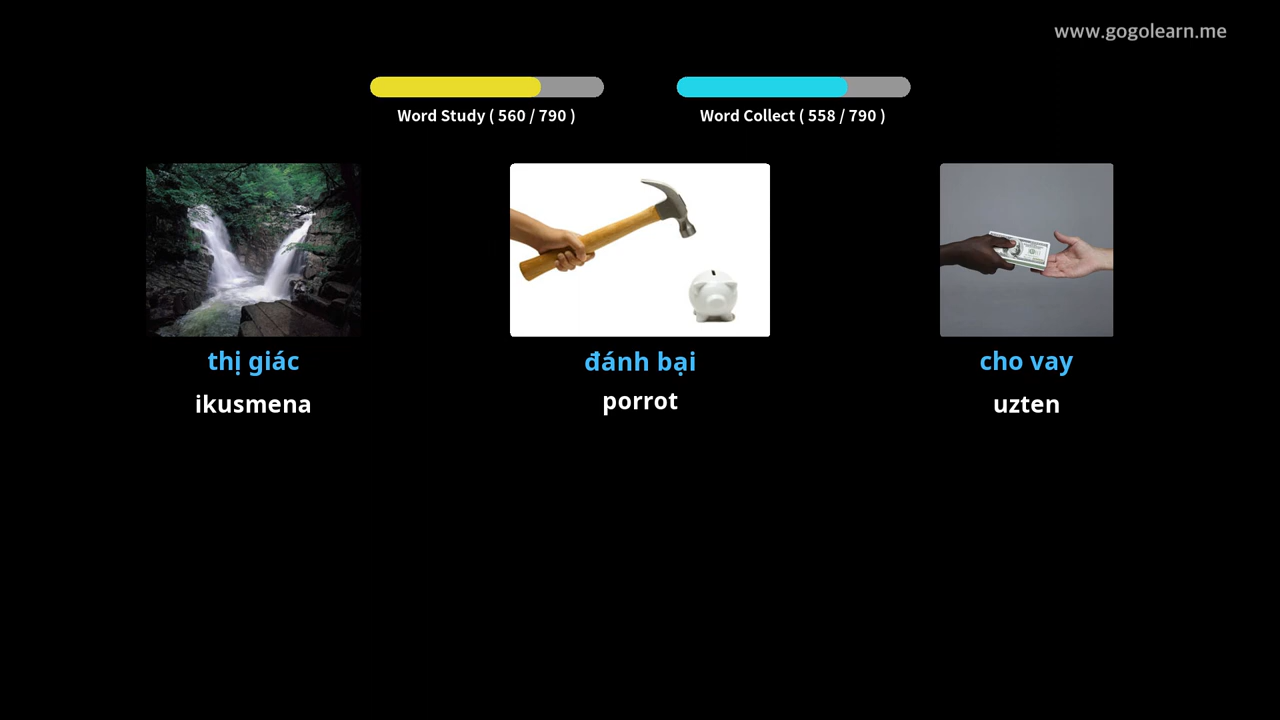 www.gogolearn.me
Word Study ( 560 / 790 )
Word Collect ( 558 / 790 )
thị giác
đánh bại
cho vay
ikusmena
porrot
uzten